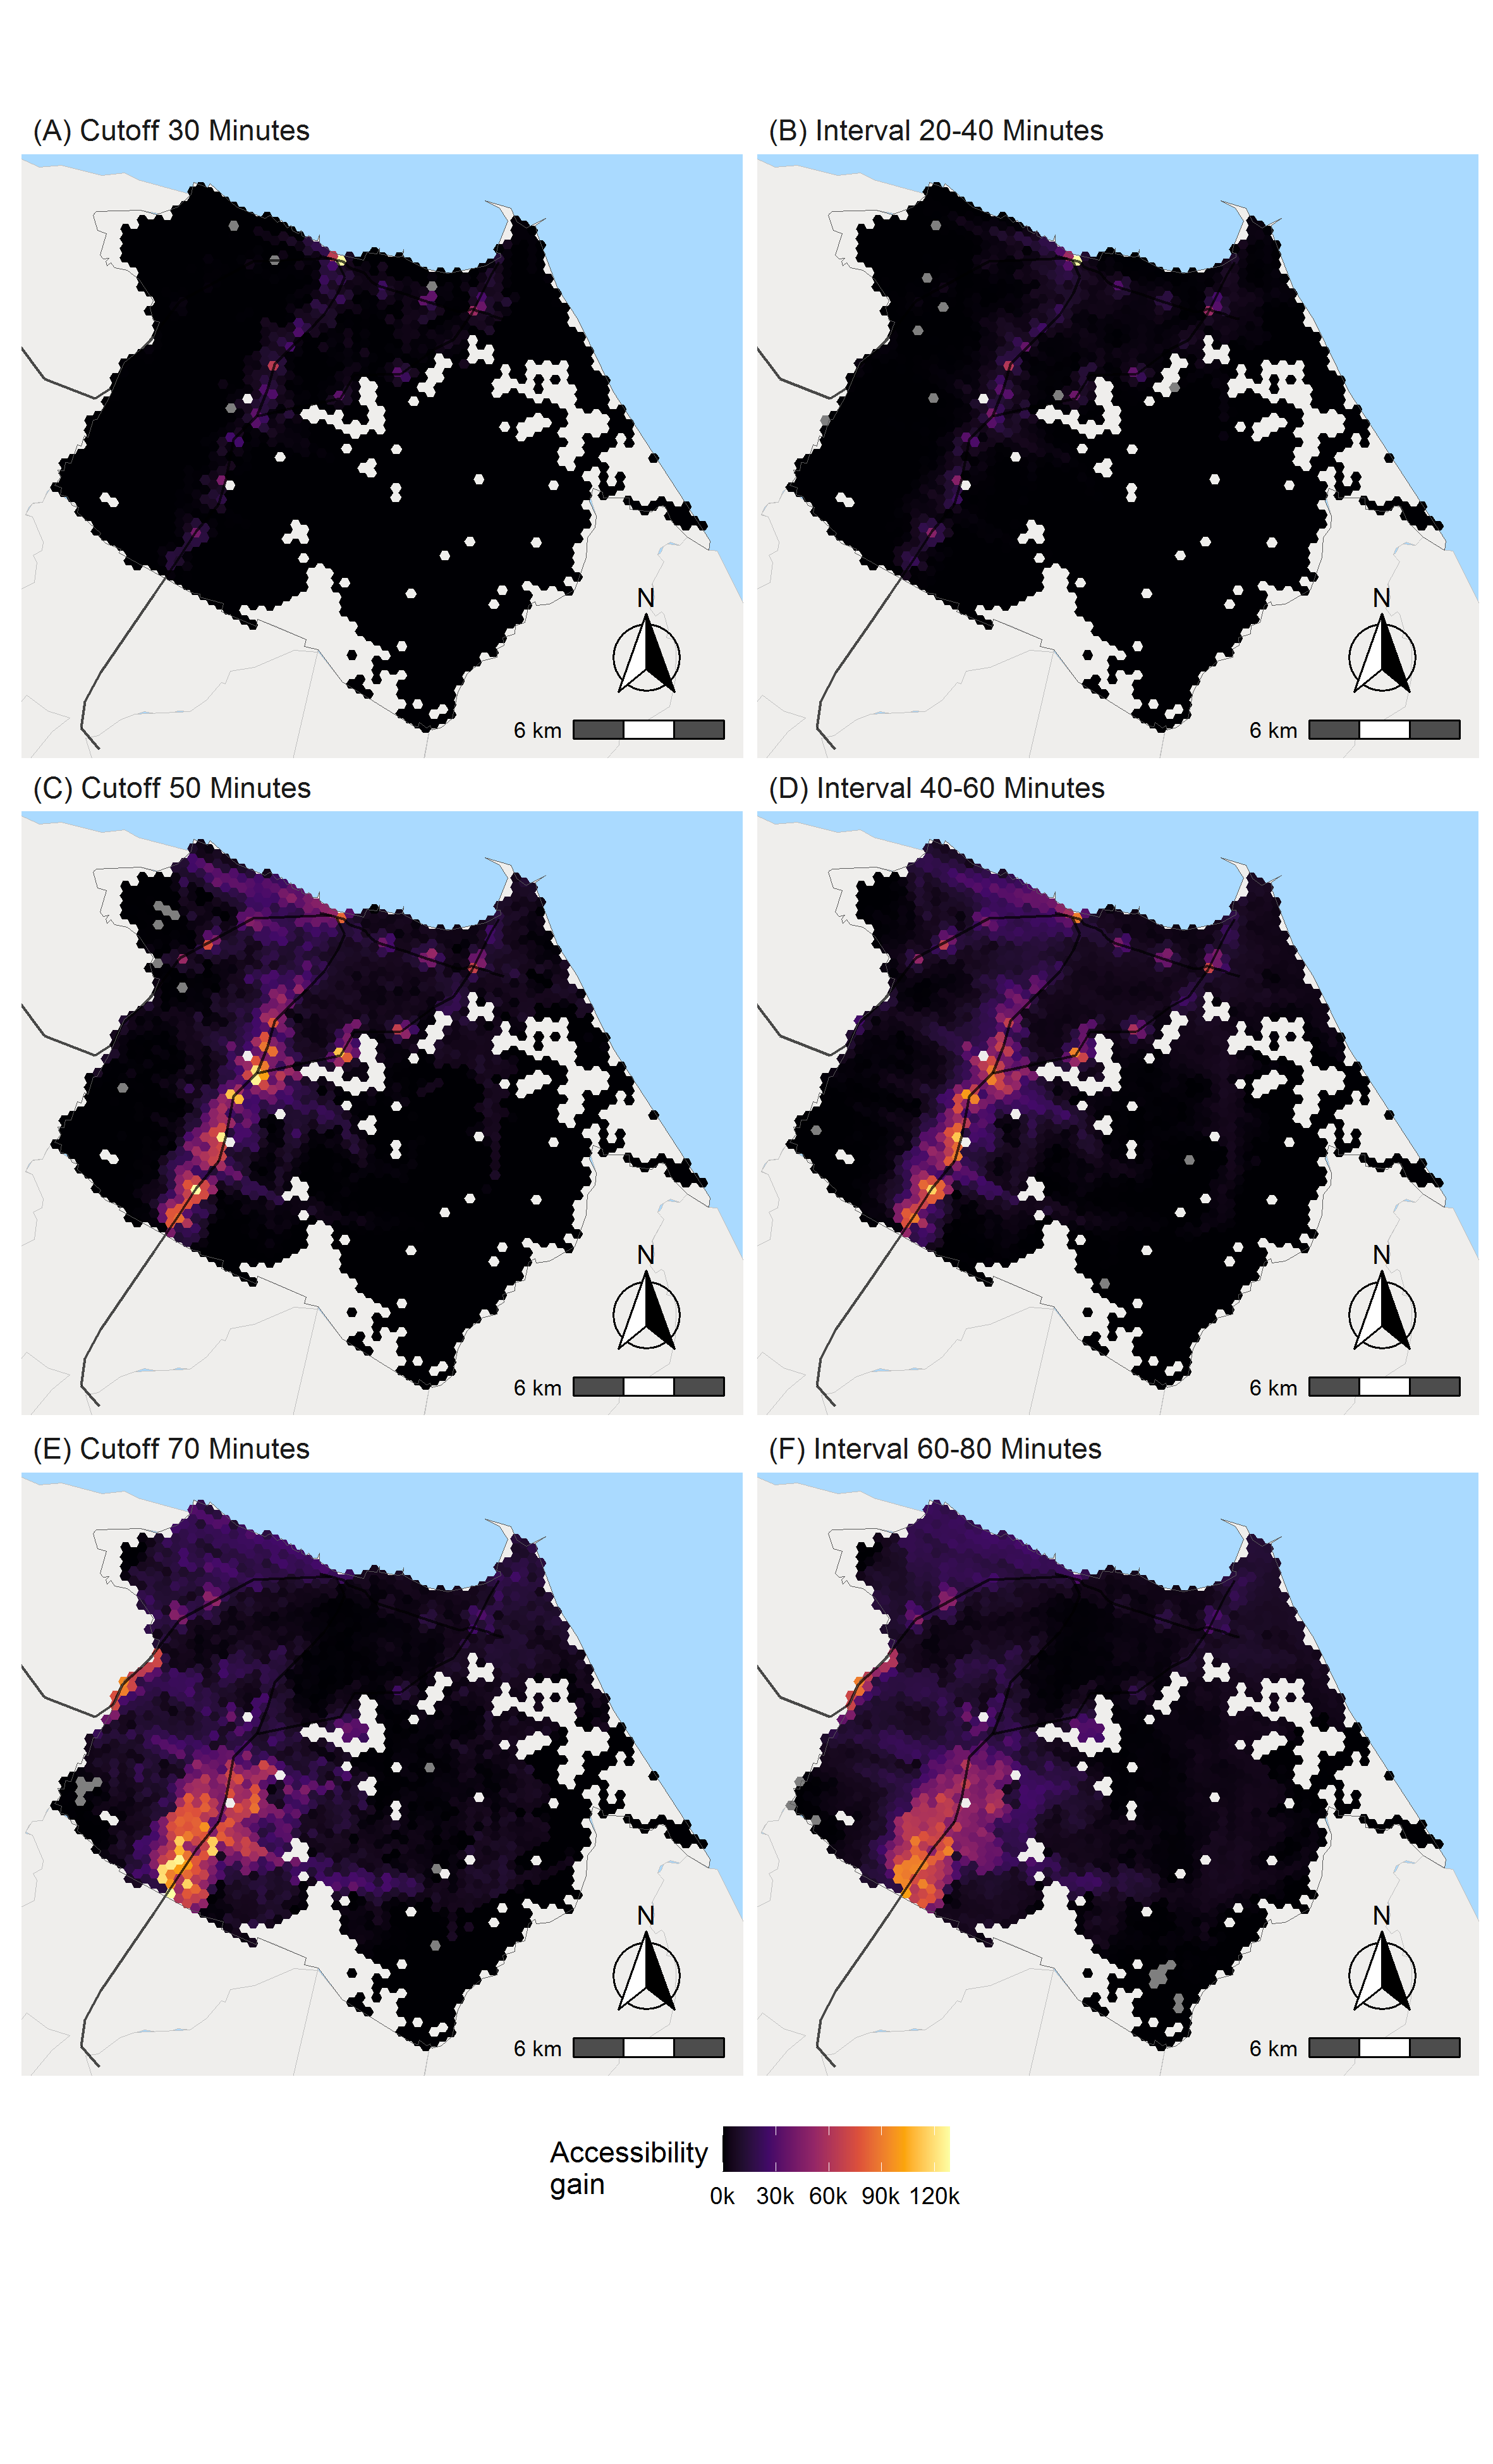 (A) Cutoff 30 Minutes
(B) Interval 20-40 Minutes
N
6 km
N
6 km
(C) Cutoff 50 Minutes
(D) Interval 40-60 Minutes
N
6 km
N
6 km
(E) Cutoff 70 Minutes
(F) Interval 60-80 Minutes
N
6 km
N
6 km
Accessibility
gain
0k 30k 60k 90k 120k